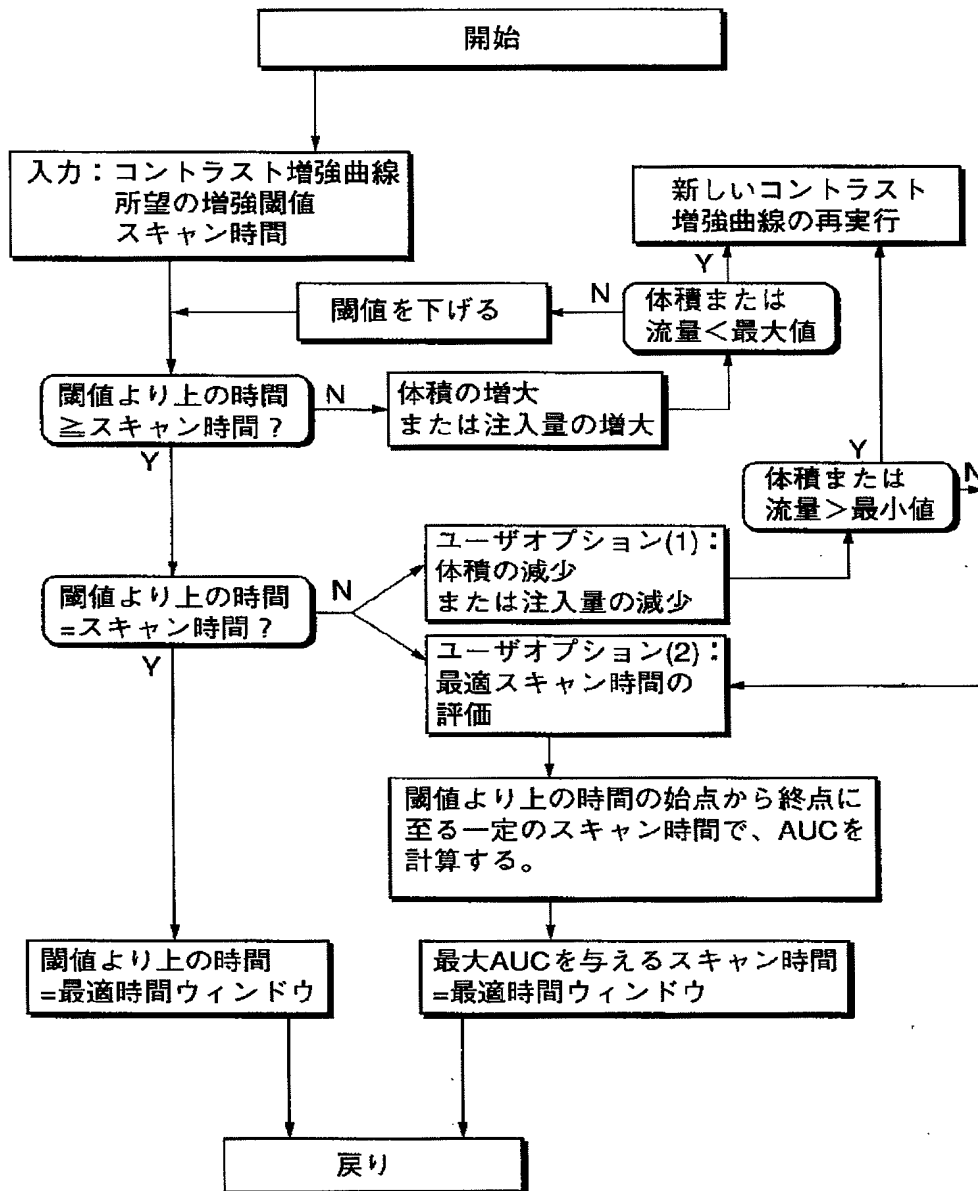 開始
入力：コントラスト増強曲線
所望の増強閾値
スキャン時間
新しいコントラスト
増強曲線の再実行
Y
N
閾値を下げる
体積または
流量＜最大値
閾値より上の時間
≧スキャン時間？
N
体積の増大
または注入量の増大
Y
Y
体積または
流量＞最小値
N
ユーザオプション(1)：
体積の減少
または注入量の減少
閾値より上の時間
=スキャン時間？
N
Y
ユーザオプション(2)：
最適スキャン時間の
評価
閾値より上の時間の始点から終点に
至る一定のスキャン時間で、AUCを
計算する。
閾値より上の時間
=最適時間ウィンドウ
最大AUCを与えるスキャン時間
=最適時間ウィンドウ
戻り